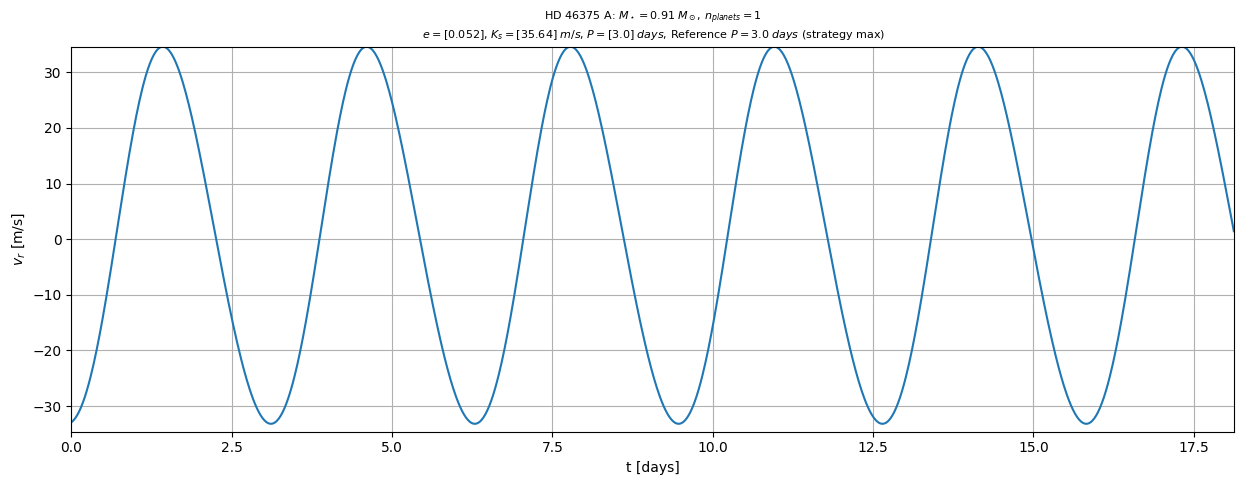 HD 46375 A: M⋆ = 0.91 M⊙, n_planets = 1
e = [0.052], Ks = [35.64] m/s, P = [3.0] days, Reference P = 3.0 days (strategy max)
30
20
10
0
−10
−20
−30
v_r [m/s]
0.0 2.5 5.0 7.5 10.0 12.5 15.0 17.5
t [days]